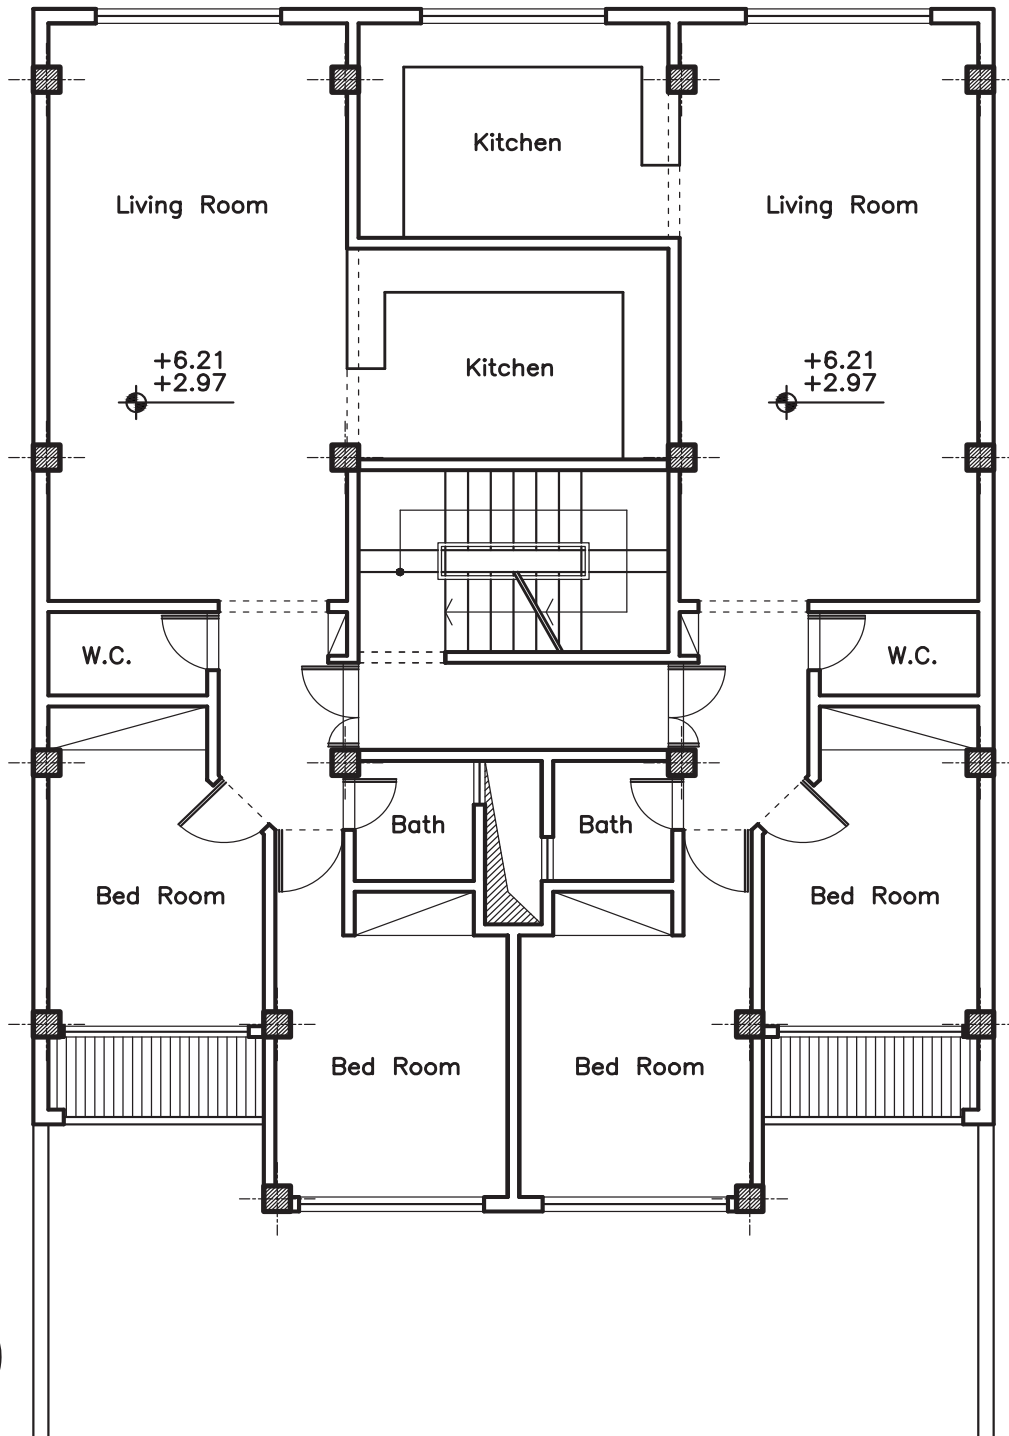 Kitchen
Living Room
Living Room
+6.21
+2.97
Kitchen
+6.21
+2.97
W.C.
W.C.
Bath
Bath
Bed Room
Bed Room
Bed Room
Bed Room